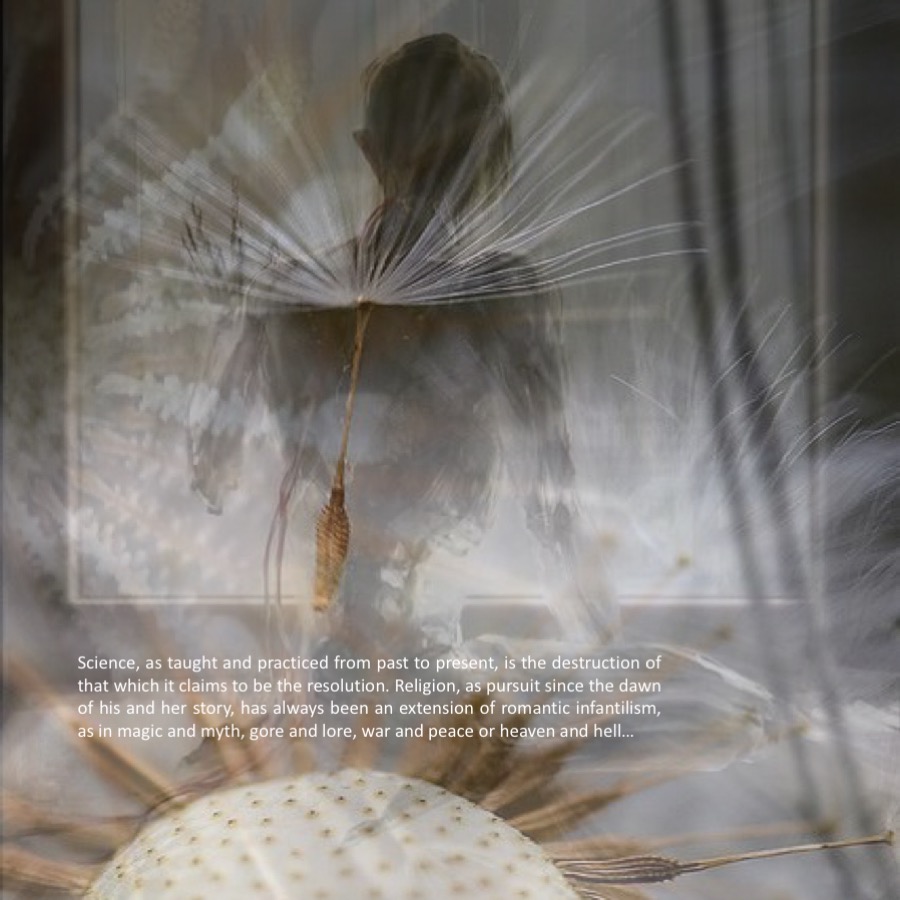 Science, as taught and practiced from past to present, is the destruction of
that which it claims to be the resolution. Religion, as pursuit since the dawn
of his and her story, has always been an extension of romantic infantilism,
as in magic and myth, gore and lore, war and peace or heaven and hell...